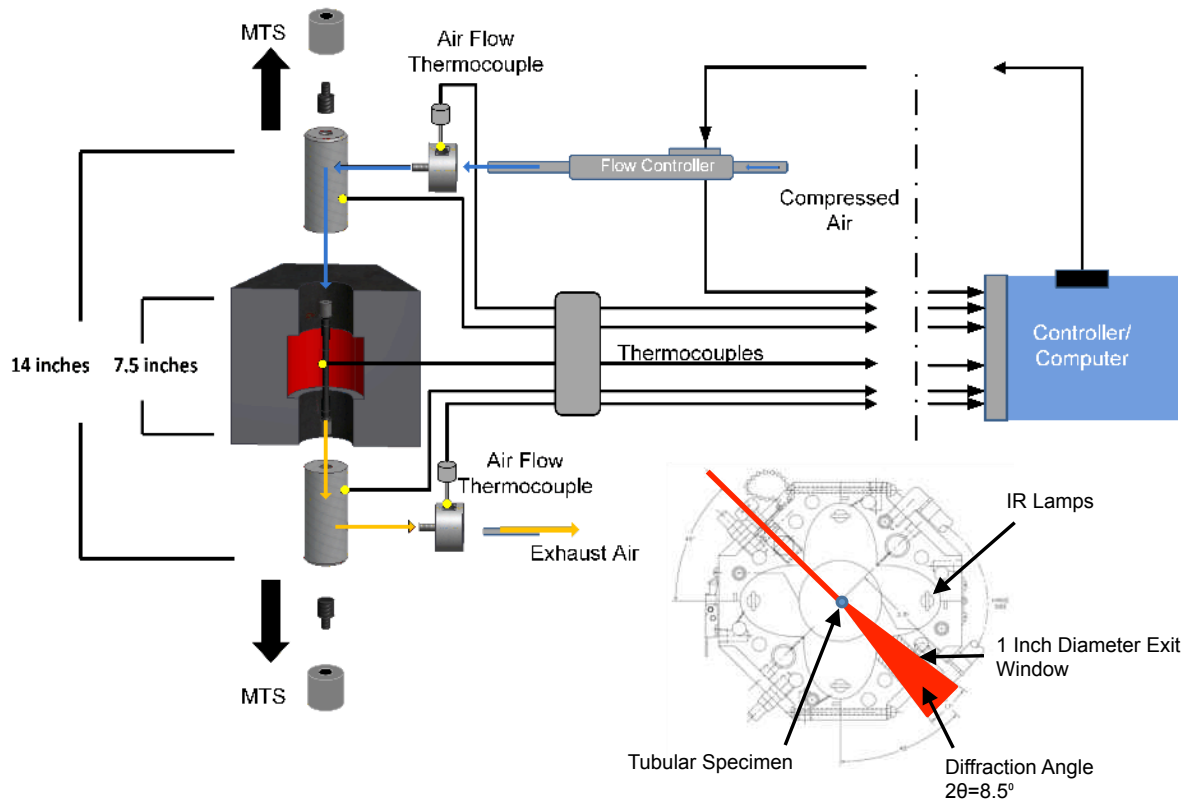 MTS
Air Flow
Thermocouple
Flow Controller
Compressed
Air
14 inches
7.5 inches
Thermocouples
Controller/
Computer
Air Flow
Thermocouple
Exhaust Air
MTS
IR Lamps
1 Inch Diameter Exit
Window
Tubular Specimen
Diffraction Angle
2θ=8.5⁰